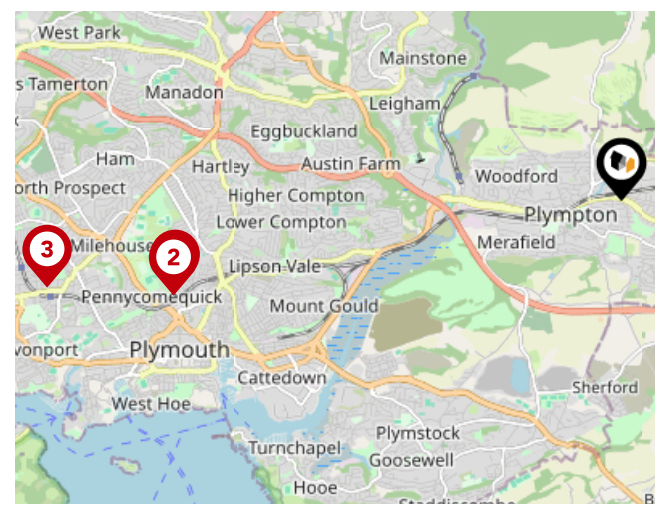 West Park
Mainstone
s Tamerton
Manadon
Leigham
Eggbuckland
Ham
Hartley
Austin Farm
Woodford
orth Prospect
Higher Compton
Plympton
Lower Compton
3
Milehouse
2
Merafield
Lipson Vale
Pennycomequick
Mount Gould
vonport
Plymouth
Cattedown
Sherford
West Hoe
Plymstock
Turnchapel
Goosewell
Hooe
B